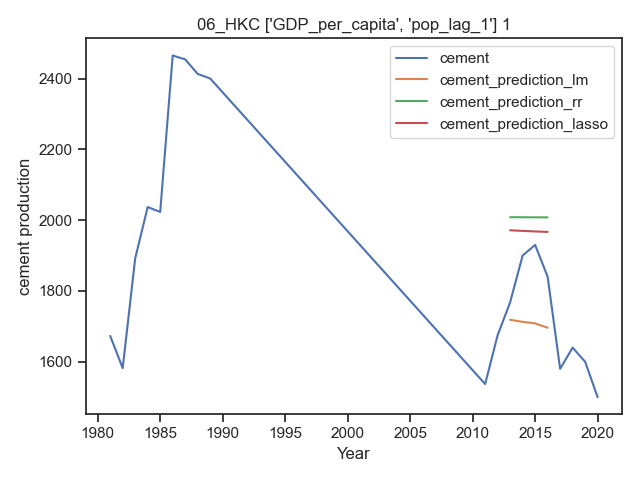 06_HKC ['GDP_per_capita', 'pop_lag_1'] 1
cement
cement_prediction_lm
cement_prediction_rr
cement_prediction_lasso
cement production
2400
2200
2000
1800
1600
1980
1985
1990
1995
2000
2005
2010
2015
2020
Year